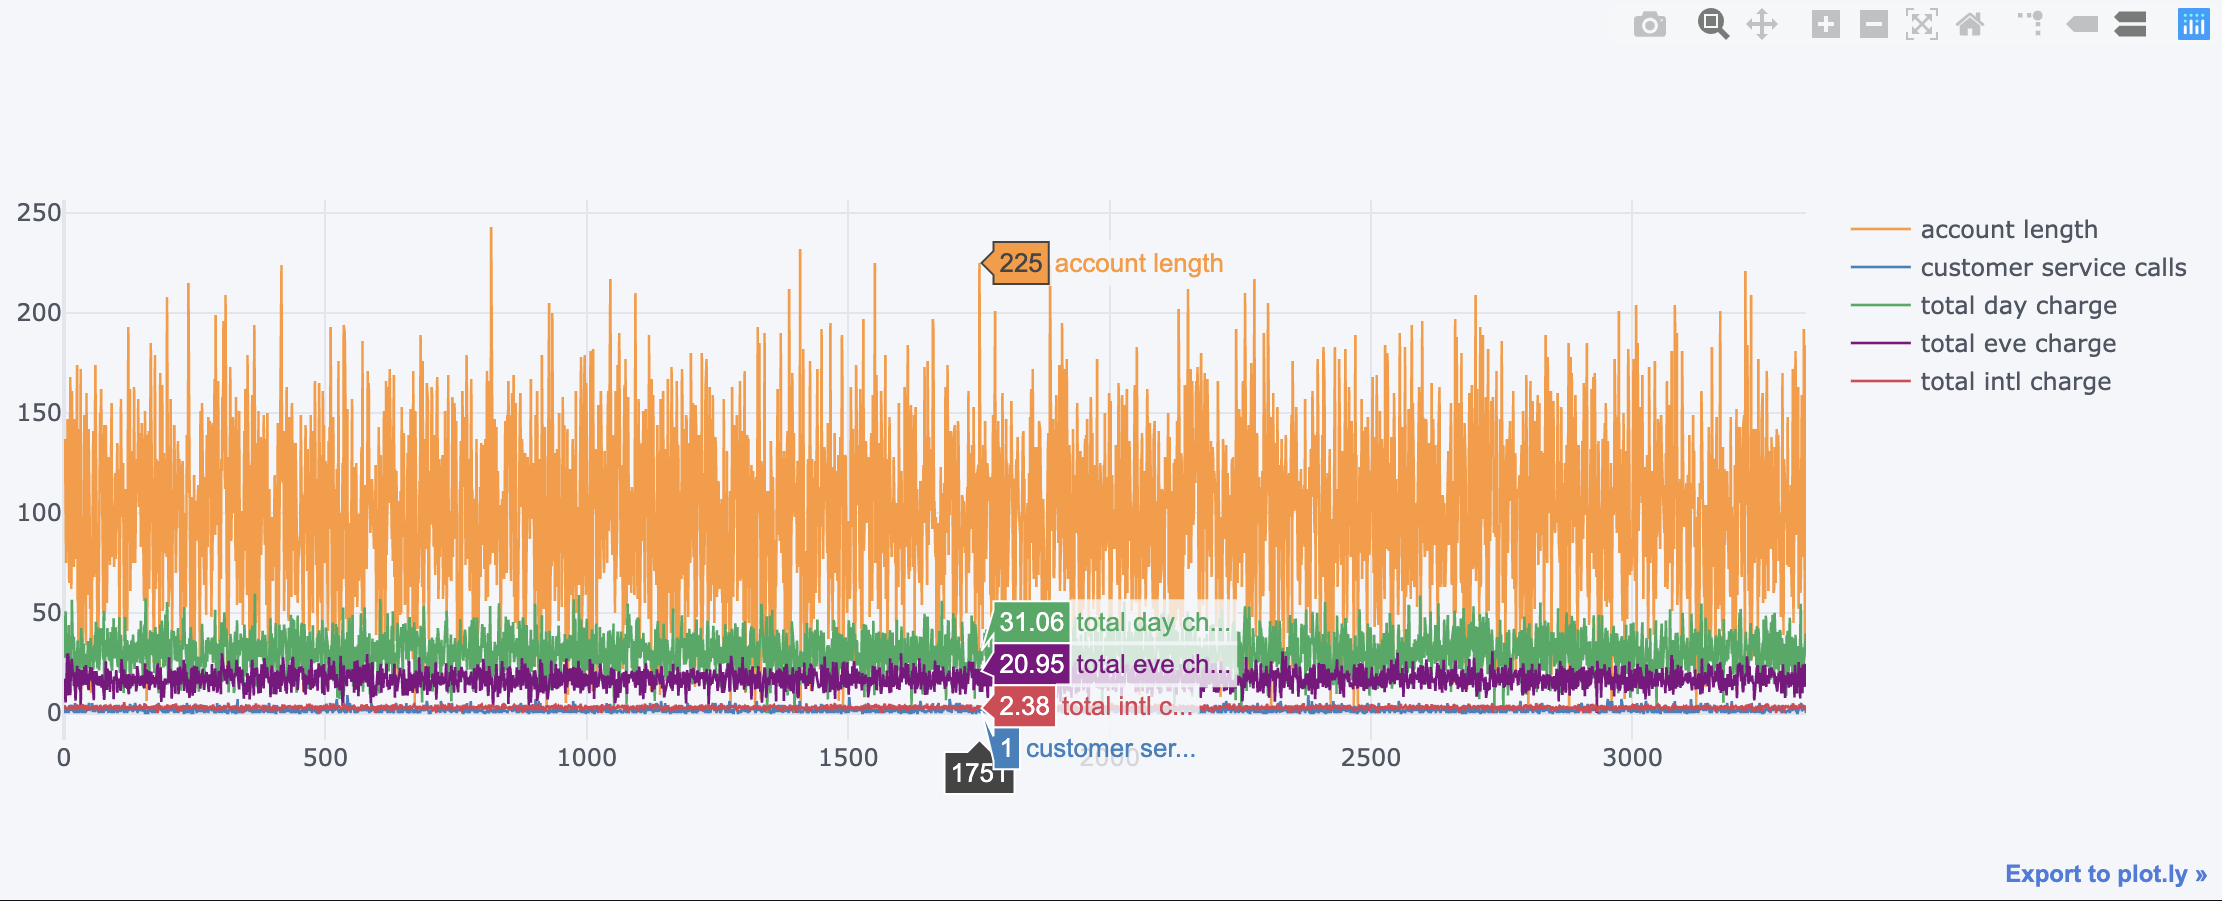 250
200
150
100
50
0
0 500 1000 1500 2000 2500 3000
225 account length
31.06 total day ch...
20.95 total eve ch...
2.38 total intl c...
1 customer ser...
1751
account length
customer service calls
total day charge
total eve charge
total intl charge
Export to plot.ly »